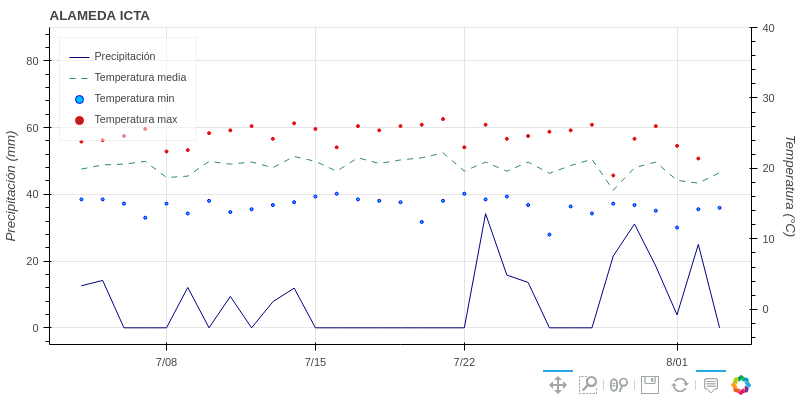 ALAMEDA ICTA
Precipitación
Temperatura media
Temperatura min
Temperatura max
Precipitación (mm)
80
60
40
20
0
Temperatura (°C)
40
30
20
10
0
7/08
7/15
7/22
8/01